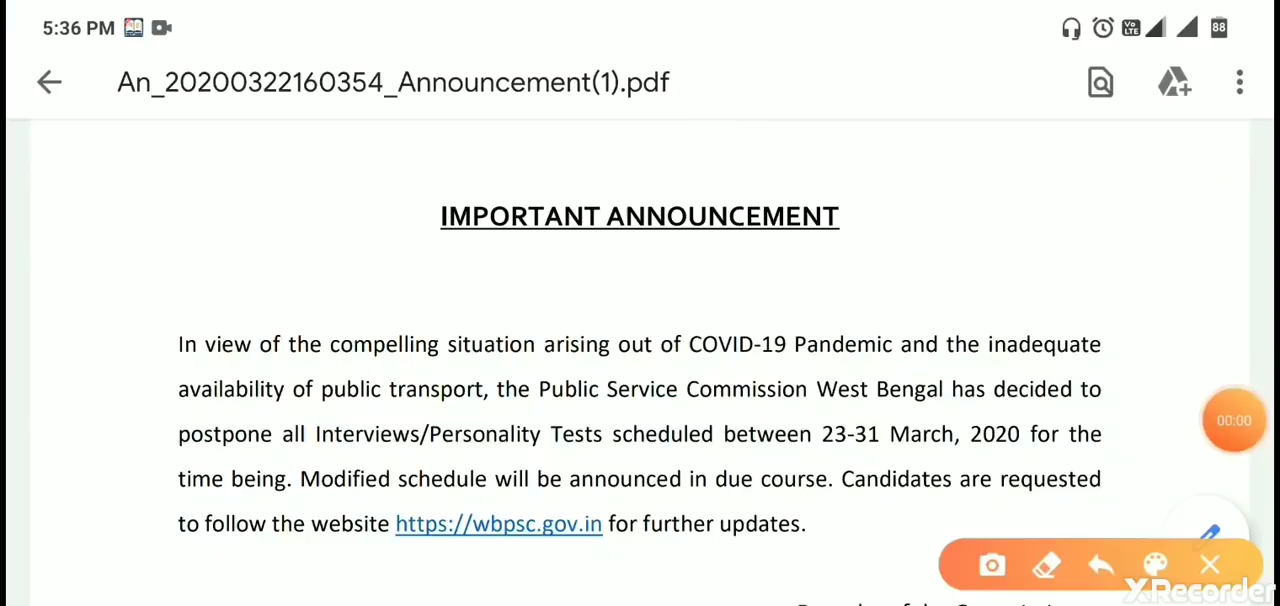 5:36 PM
Vo LTE
88
An_20200322160354_Announcement(1).pdf
IMPORTANT ANNOUNCEMENT
In view of the compelling situation arising out of COVID-19 Pandemic and the inadequate
availability of public transport, the Public Service Commission West Bengal has decided to
postpone all Interviews/Personality Tests scheduled between 23-31 March, 2020 for the
time being. Modified schedule will be announced in due course. Candidates are requested
to follow the website https://wbpsc.gov.in for further updates.
00:00
XRecorder